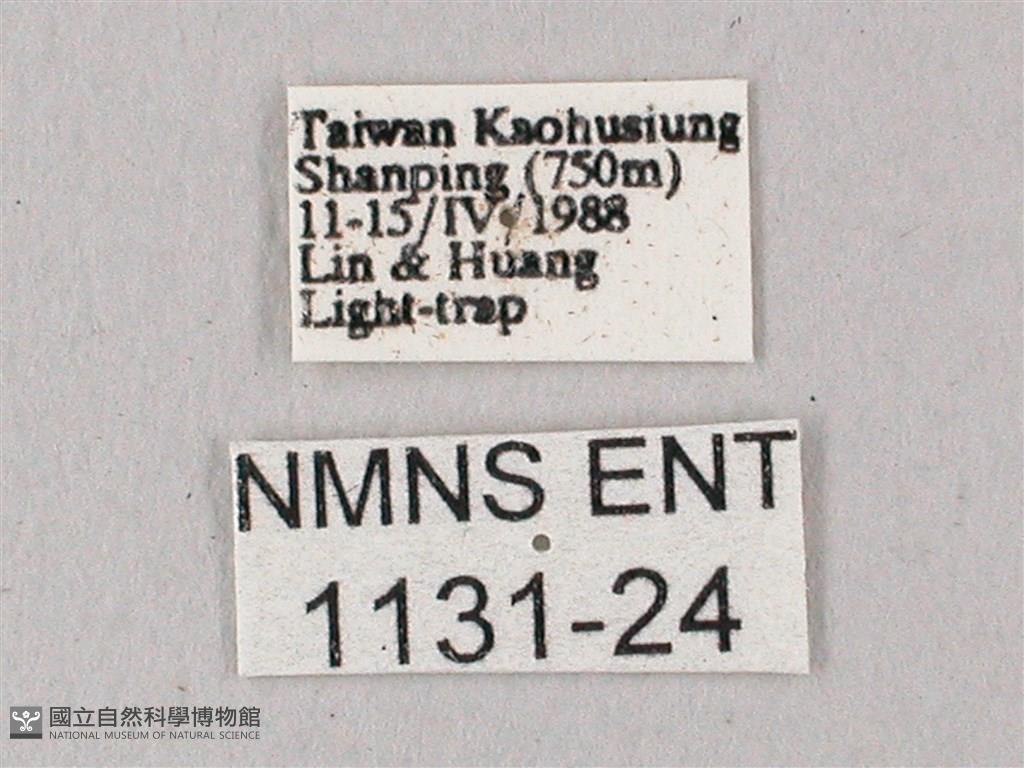 Taiwan Kaohusiung
Shanping (750m)
11-15/IV/1988
Lin & Huang
Light-trap
NMNS ENT
1131-24
國立自然科學博物館
NATIONAL MUSEUM OF NATURAL SCIENCE